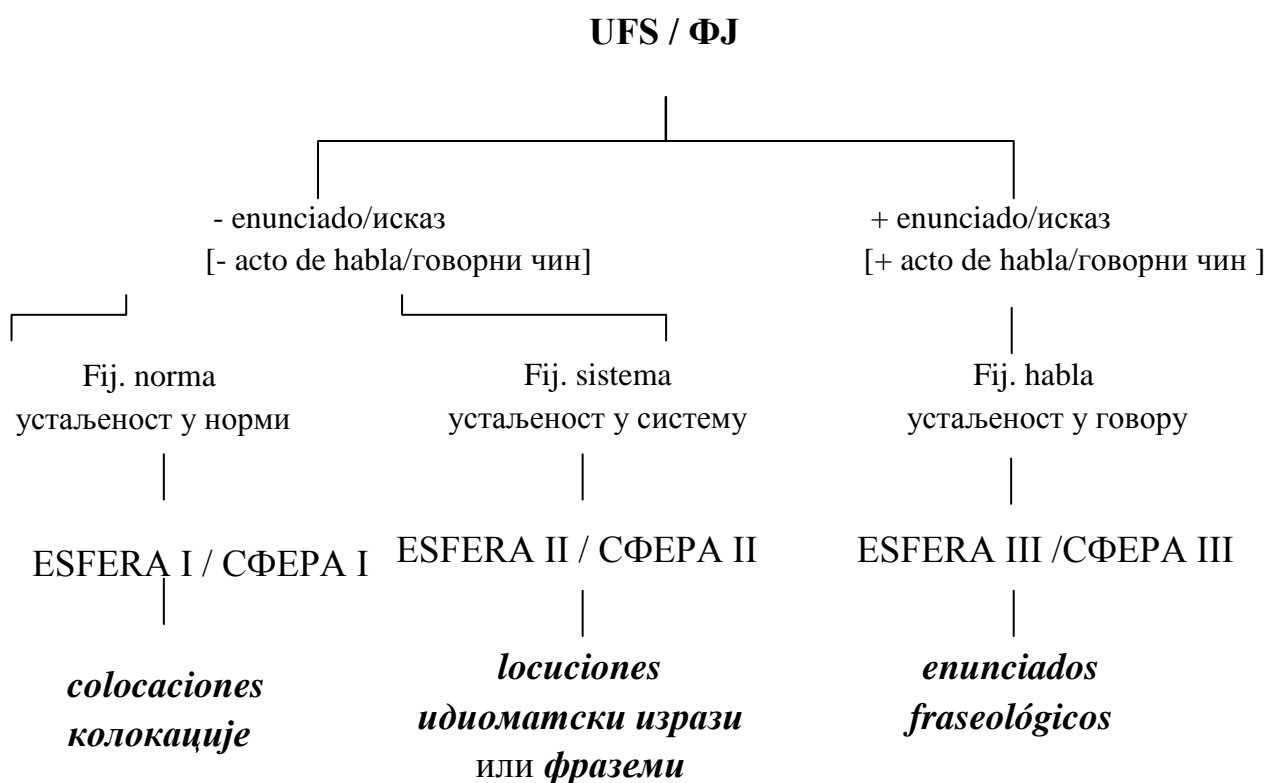 UFS / ФЈ
- enunciado/исказ
[- acto de habla/говорни чин]
+ enunciado/исказ
[+ acto de habla/говорни чин ]
Fij. norma
устаљеност у норми
Fij. sistema
устаљеност у систему
Fij. habla
устаљеност у говору
ESFERA I / СФЕРА I
ESFERA II / СФЕРА II
ESFERA III /СФЕРА III
colocaciones
колокације
locuciones
идиоматски изрази
или фраземи
enunciados
fraseológicos